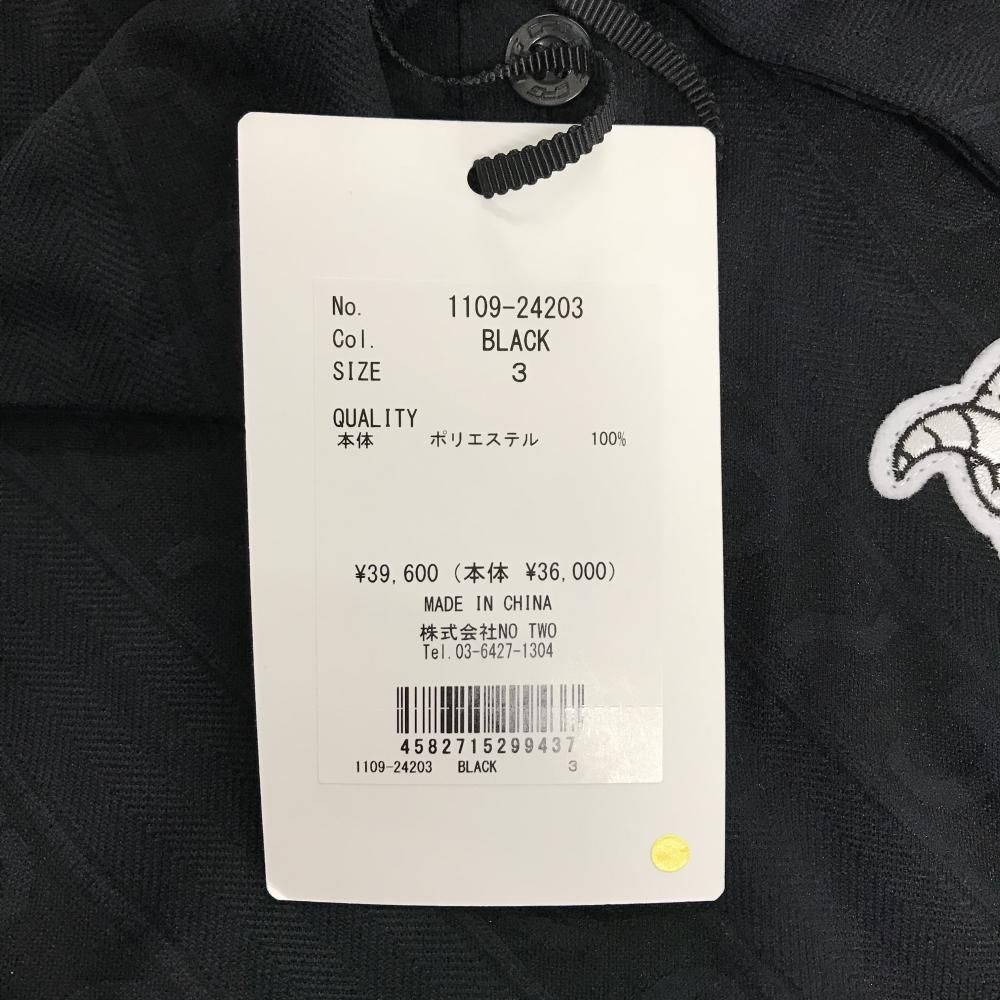 No. 1109-24203
Col. BLACK
SIZE 3
QUALITY
本体 ポリエステル 100%
¥39,600 (本体 ¥36,000)
MADE IN CHINA
株式会社NO TWO
Tel.03-6427-1304
4582715299437
1109-24203 BLACK 3